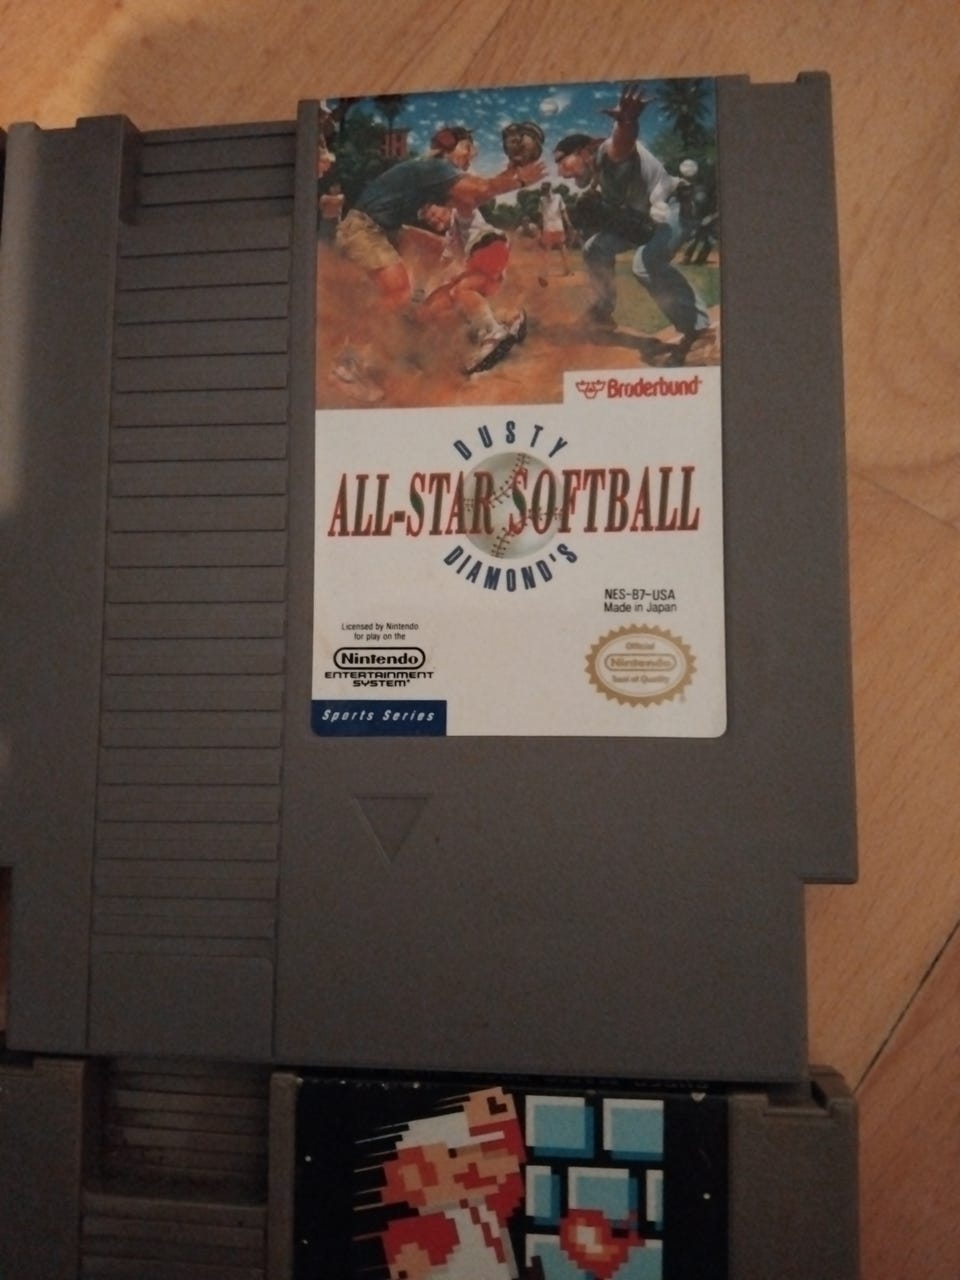 Broderbund
DUSTY
ALL-STAR SOFTBALL
DIAMOND'S
NES-B7-USA
Made in Japan
Licensed by Nintendo
for play on the
Nintendo
ENTERTAINMENT
SYSTEM
Official
Nintendo
Seal of Quality
Sports Series